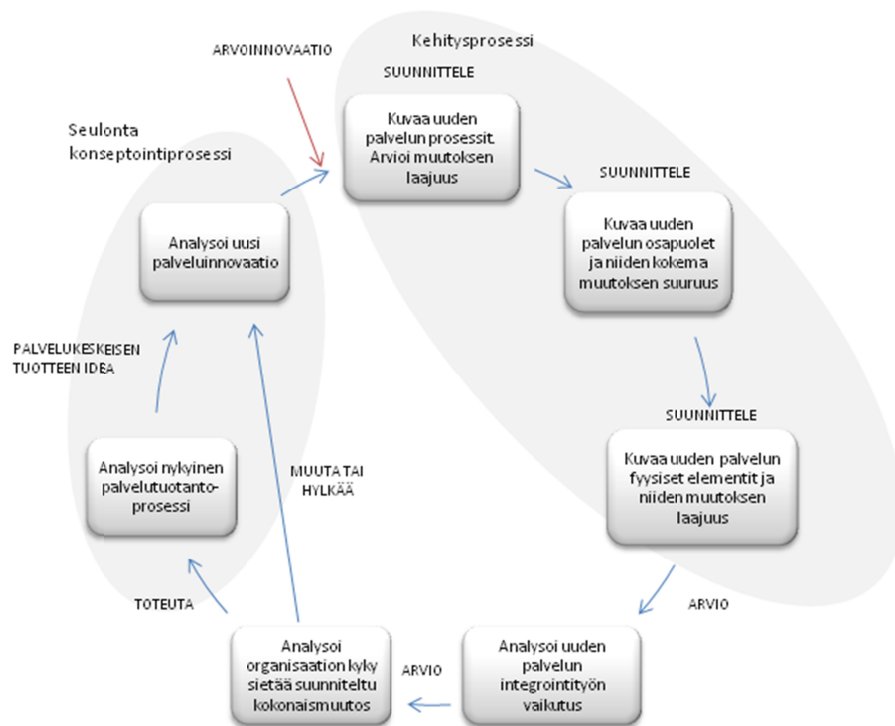 Kehitysprosessi
ARVOINNOVAATIO
SUUNNITTELE
Kuvaa uuden
palvelun prosessit.
Arvioi muutoksen
laajuus
Seulonta
konseptointiprosessi
SUUNNITTELE
Kuvaa uuden
palvelun osapuolet
ja niiden kokema
muutoksen suuruus
Analysoi uusi
palveluinnovaatio
PALVELUKESKEISEN
TUOTTEEN IDEA
SUUNNITTELE
Kuvaa uuden palvelun
fyysiset elementit ja
niiden muutoksen
laajuus
Analysoi nykyinen
palvelutuotanto-
prosessi
MUUTA TAI
HYLKÄÄ
TOTEUTA
ARVIO
Analysoi
organisaation kyky
sietää suunniteltu
kokonaismuutos
ARVIO
Analysoi uuden
palvelun
integrointityön
vaikutus